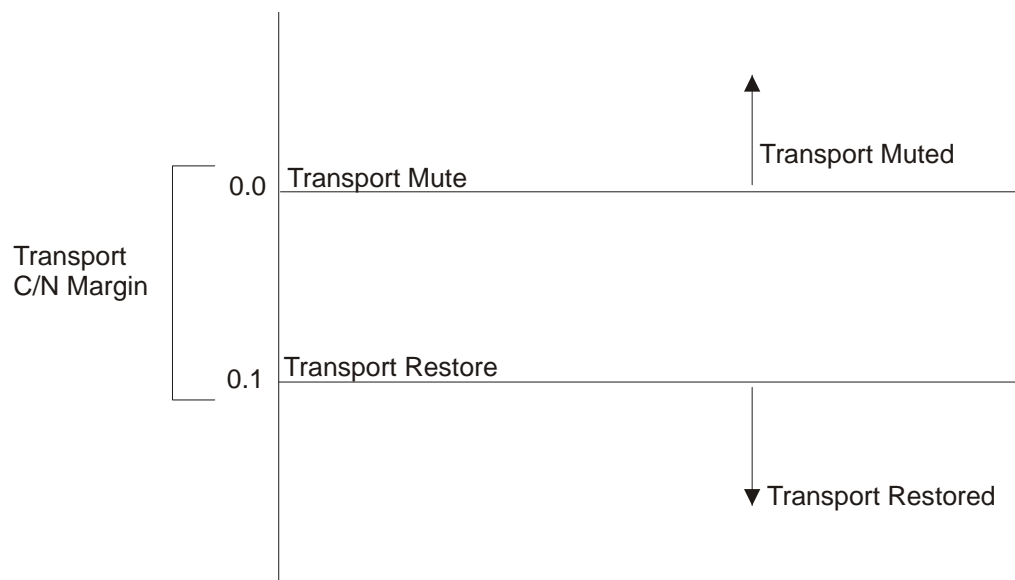 Transport Muted
0.0 Transport Mute
Transport
C/N Margin
0.1 Transport Restore
Transport Restored